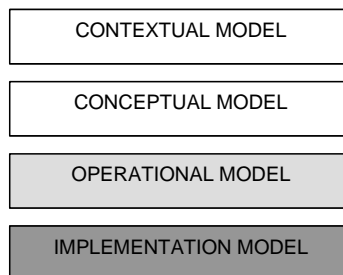 CONTEXTUAL MODEL
CONCEPTUAL MODEL
OPERATIONAL MODEL
IMPLEMENTATION MODEL